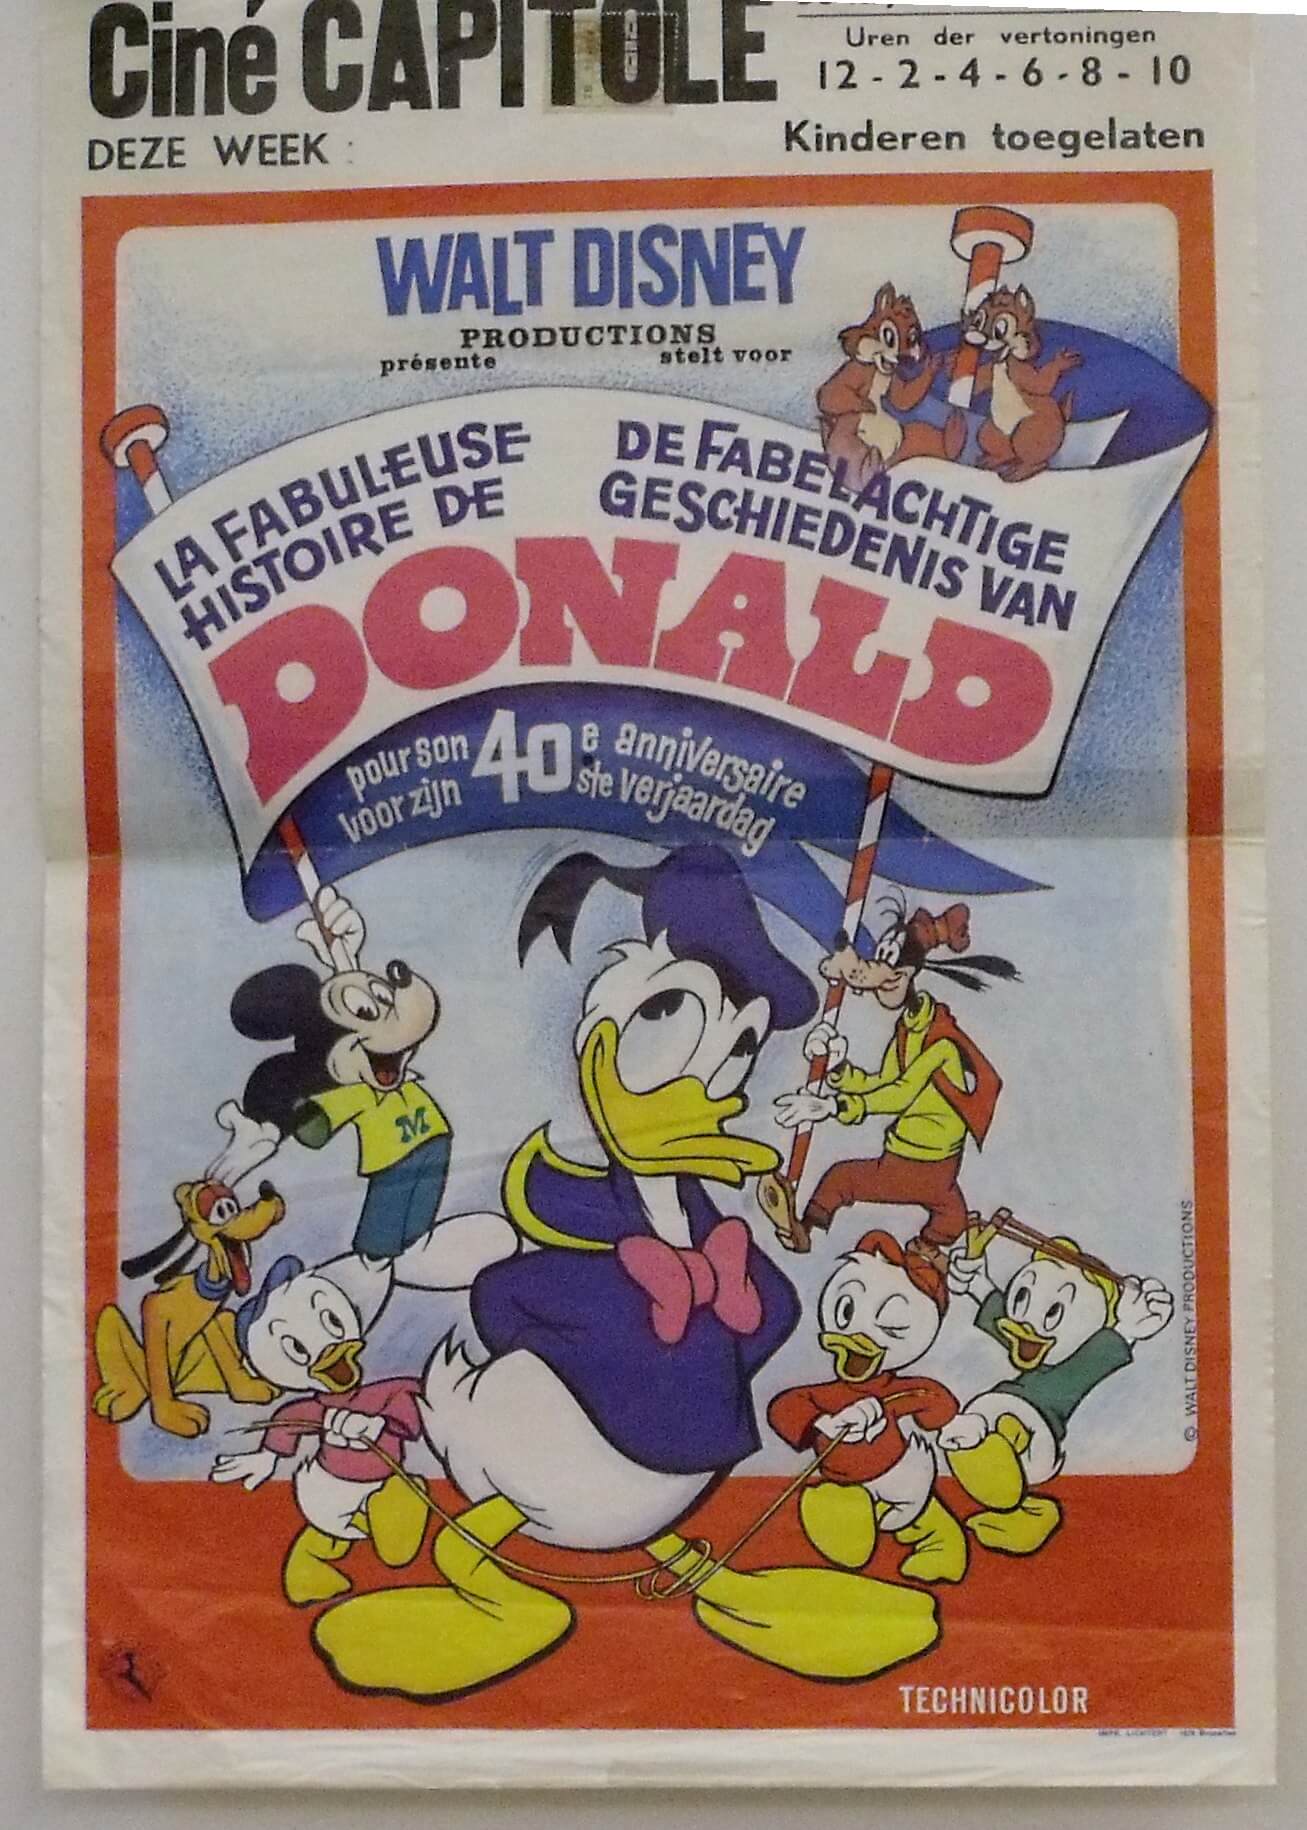 Ciné CAPITOLE
Uren der vertoningen
12 - 2 - 4 - 6 - 8 - 10
DEZE WEEK :
Kinderen toegelaten
WALT DISNEY
PRODUCTIONS
présente stelt voor
LA FABULEUSE
HISTOIRE DE
DE FABELACHTIGE
GESCHIEDENIS VAN
DONALD
pour son 40e anniversaire
voor zijn ste verjaardag
M
© WALT DISNEY PRODUCTIONS
TECHNICOLOR